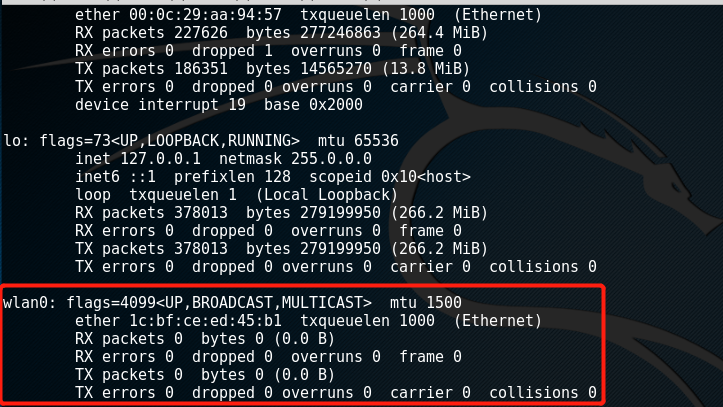 ether 00:0c:29:aa:94:57  txqueuelen 1000  (Ethernet)
RX packets 227626  bytes 277246863 (264.4 MiB)
RX errors 0  dropped 1  overruns 0  frame 0
TX packets 186351  bytes 14565270 (13.8 MiB)
TX errors 0  dropped 0 overruns 0  carrier 0  collisions 0
device interrupt 19  base 0x2000
lo: flags=73<UP,LOOPBACK,RUNNING>  mtu 65536
inet 127.0.0.1  netmask 255.0.0.0
inet6 ::1  prefixlen 128  scopeid 0x10<host>
loop  txqueuelen 1  (Local Loopback)
RX packets 378013  bytes 279199950 (266.2 MiB)
RX errors 0  dropped 0  overruns 0  frame 0
TX packets 378013  bytes 279199950 (266.2 MiB)
TX errors 0  dropped 0 overruns 0  carrier 0  collisions 0
wlan0: flags=4099<UP,BROADCAST,MULTICAST>  mtu 1500
ether 1c:bf:ce:ed:45:b1  txqueuelen 1000  (Ethernet)
RX packets 0  bytes 0 (0.0 B)
RX errors 0  dropped 0  overruns 0  frame 0
TX packets 0  bytes 0 (0.0 B)
TX errors 0  dropped 0 overruns 0  carrier 0  collisions 0